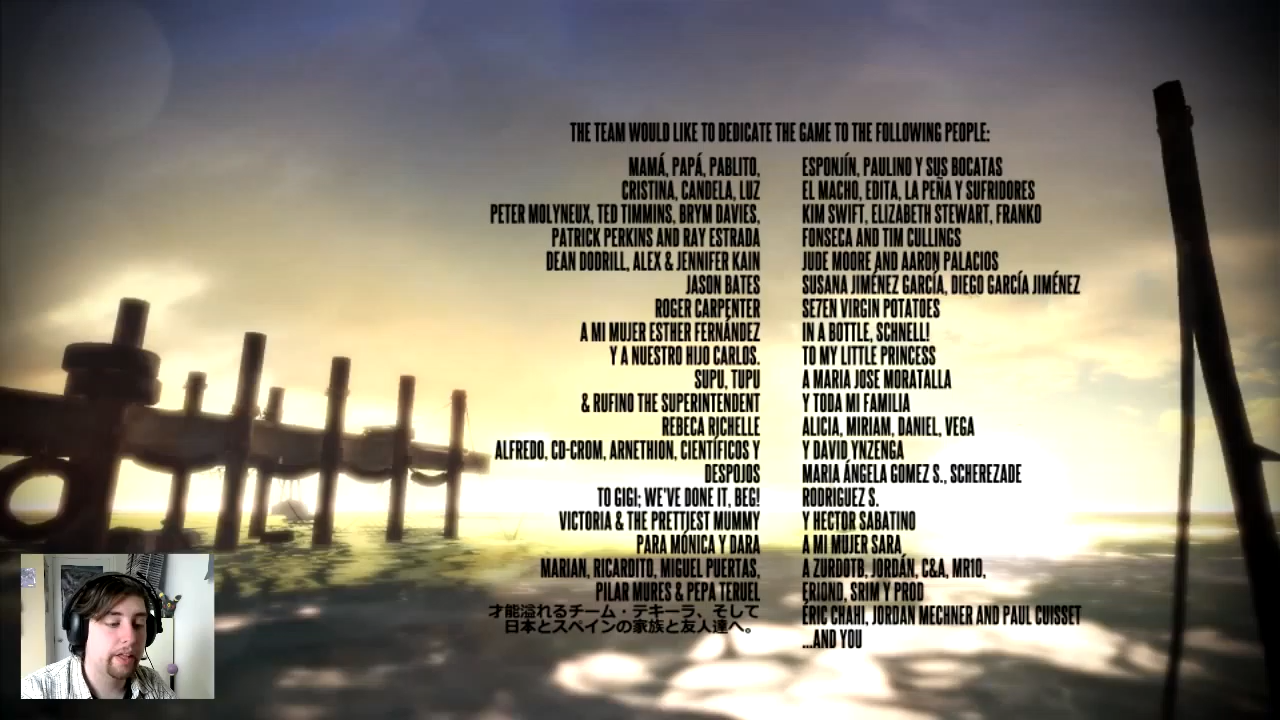 THE TEAM WOULD LIKE TO DEDICATE THE GAME TO THE FOLLOWING PEOPLE:
MAMÁ, PAPÁ, PABLITO,
CRISTINA, CANDELA, LUZ
PETER MOLYNEUX, TED TIMMINS, BRYM DAVIES,
PATRICK PERKINS AND RAY ESTRADA
DEAN DODRILL, ALEX & JENNIFER KAIN
JASON BATES
ROGER CARPENTER
A MI MUJER ESTHER FERNÁNDEZ
Y A NUESTRO HIJO CARLOS.
SUPU, TUPU
& RUFINO THE SUPERINTENDENT
REBECA RICHELLE
ALFREDO, CD-CROM, ARNETHION, CIENTÍFICOS Y
DESPOJOS
TO GIGI; WE'VE DONE IT, BEG!
VICTORIA & THE PRETTIEST MUMMY
PARA MÓNICA Y DARA
MARIAN, RICARDITO, MIGUEL PUERTAS,
PILAR MURES & PEPA TERUEL
才能溢れるチーム・テキーラ、そして
日本とスペインの家族と友人達へ。
ESPONJÍN, PAULINO Y SUS BOCATAS
EL MACHO, EDITA, LA PEÑA Y SUFRIDORES
KIM SWIFT, ELIZABETH STEWART, FRANKO
FONSECA AND TIM CULLINGS
JUDE MOORE AND AARON PALACIOS
SUSANA JIMÉNEZ GARCÍA, DIEGO GARCÍA JIMÉNEZ
SE7EN VIRGIN POTATOES
IN A BOTTLE, SCHNELL!
TO MY LITTLE PRINCESS
A MARIA JOSE MORATALLA
Y TODA MI FAMILIA
ALICIA, MIRIAM, DANIEL, VEGA
Y DAVID YNZENGA
MARIA ÁNGELA GOMEZ S., SCHEREZADE
RODRIGUEZ S.
Y HECTOR SABATINO
A MI MUJER SARA
A ZURDOTB, JORDÁN, C&A, MR10,
ERIOND, SRIM Y PROD
ÉRIC CHAHI, JORDAN MECHNER AND PAUL CUISSET
...AND YOU